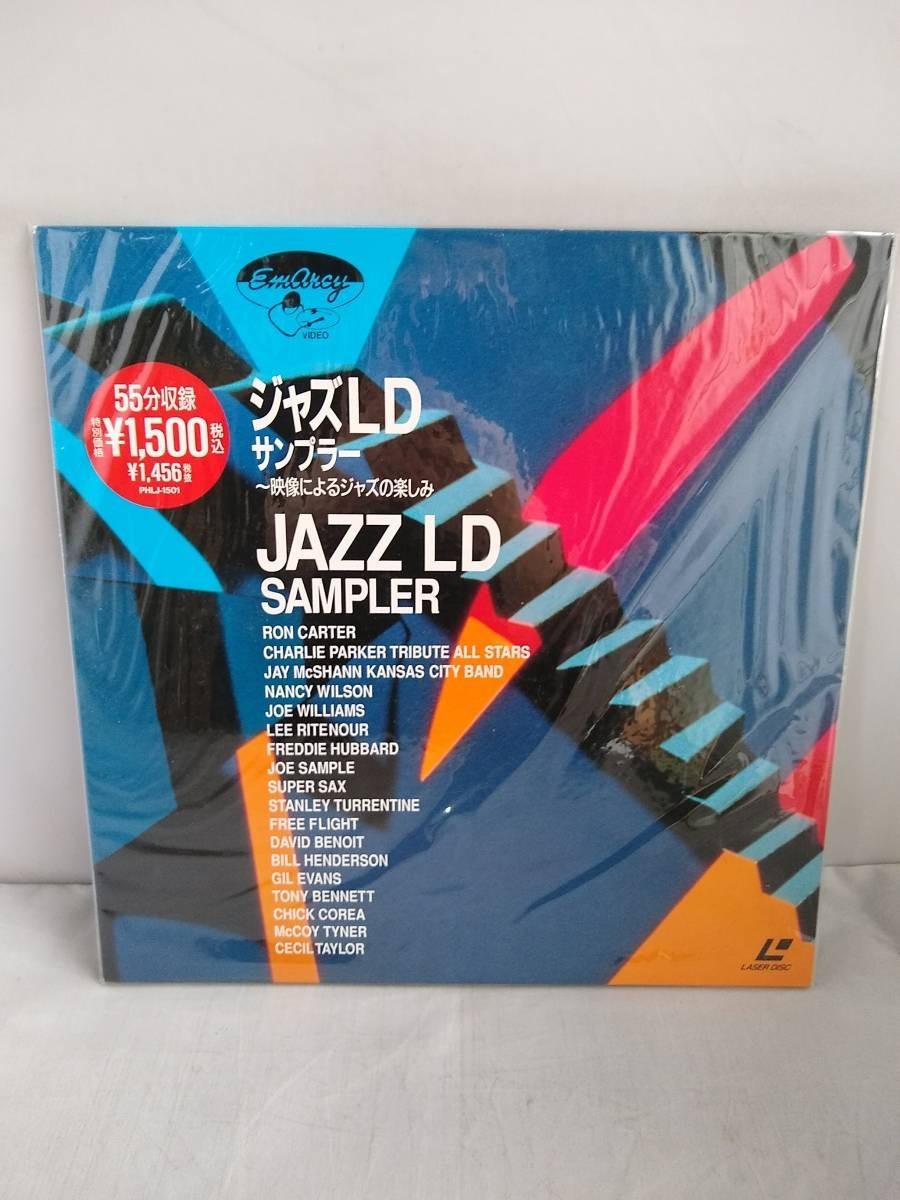 EmArcy
VIDEO
55分収録
特別価格
¥1,500
税込
¥1,456 税抜
PHLJ-1501
ジャズLD
サンプラー
~映像によるジャズの楽しみ
JAZZ LD
SAMPLER
RON CARTER
CHARLIE PARKER TRIBUTE ALL STARS
JAY McSHANN KANSAS CITY BAND
NANCY WILSON
JOE WILLIAMS
LEE RITENOUR
FREDDIE HUBBARD
JOE SAMPLE
SUPER SAX
STANLEY TURRENTINE
FREE FLIGHT
DAVID BENOIT
BILL HENDERSON
GIL EVANS
TONY BENNETT
CHICK COREA
McCOY TYNER
CECIL TAYLOR
LASER DISC